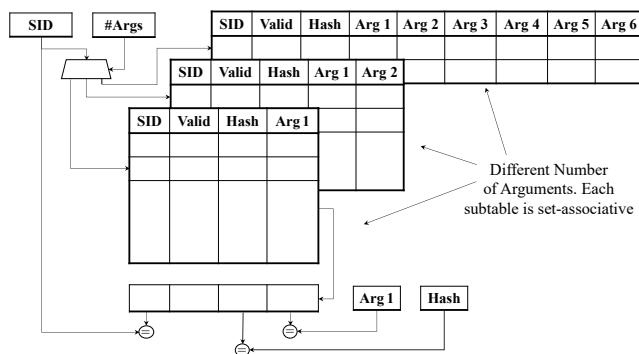 SID #Args
SID Valid Hash Arg 1 Arg 2 Arg 3 Arg 4 Arg 5 Arg 6
SID Valid Hash Arg 1 Arg 2
SID Valid Hash Arg 1
Different Number
of Arguments. Each
subtable is set-associative
Arg 1 Hash
=
=
=